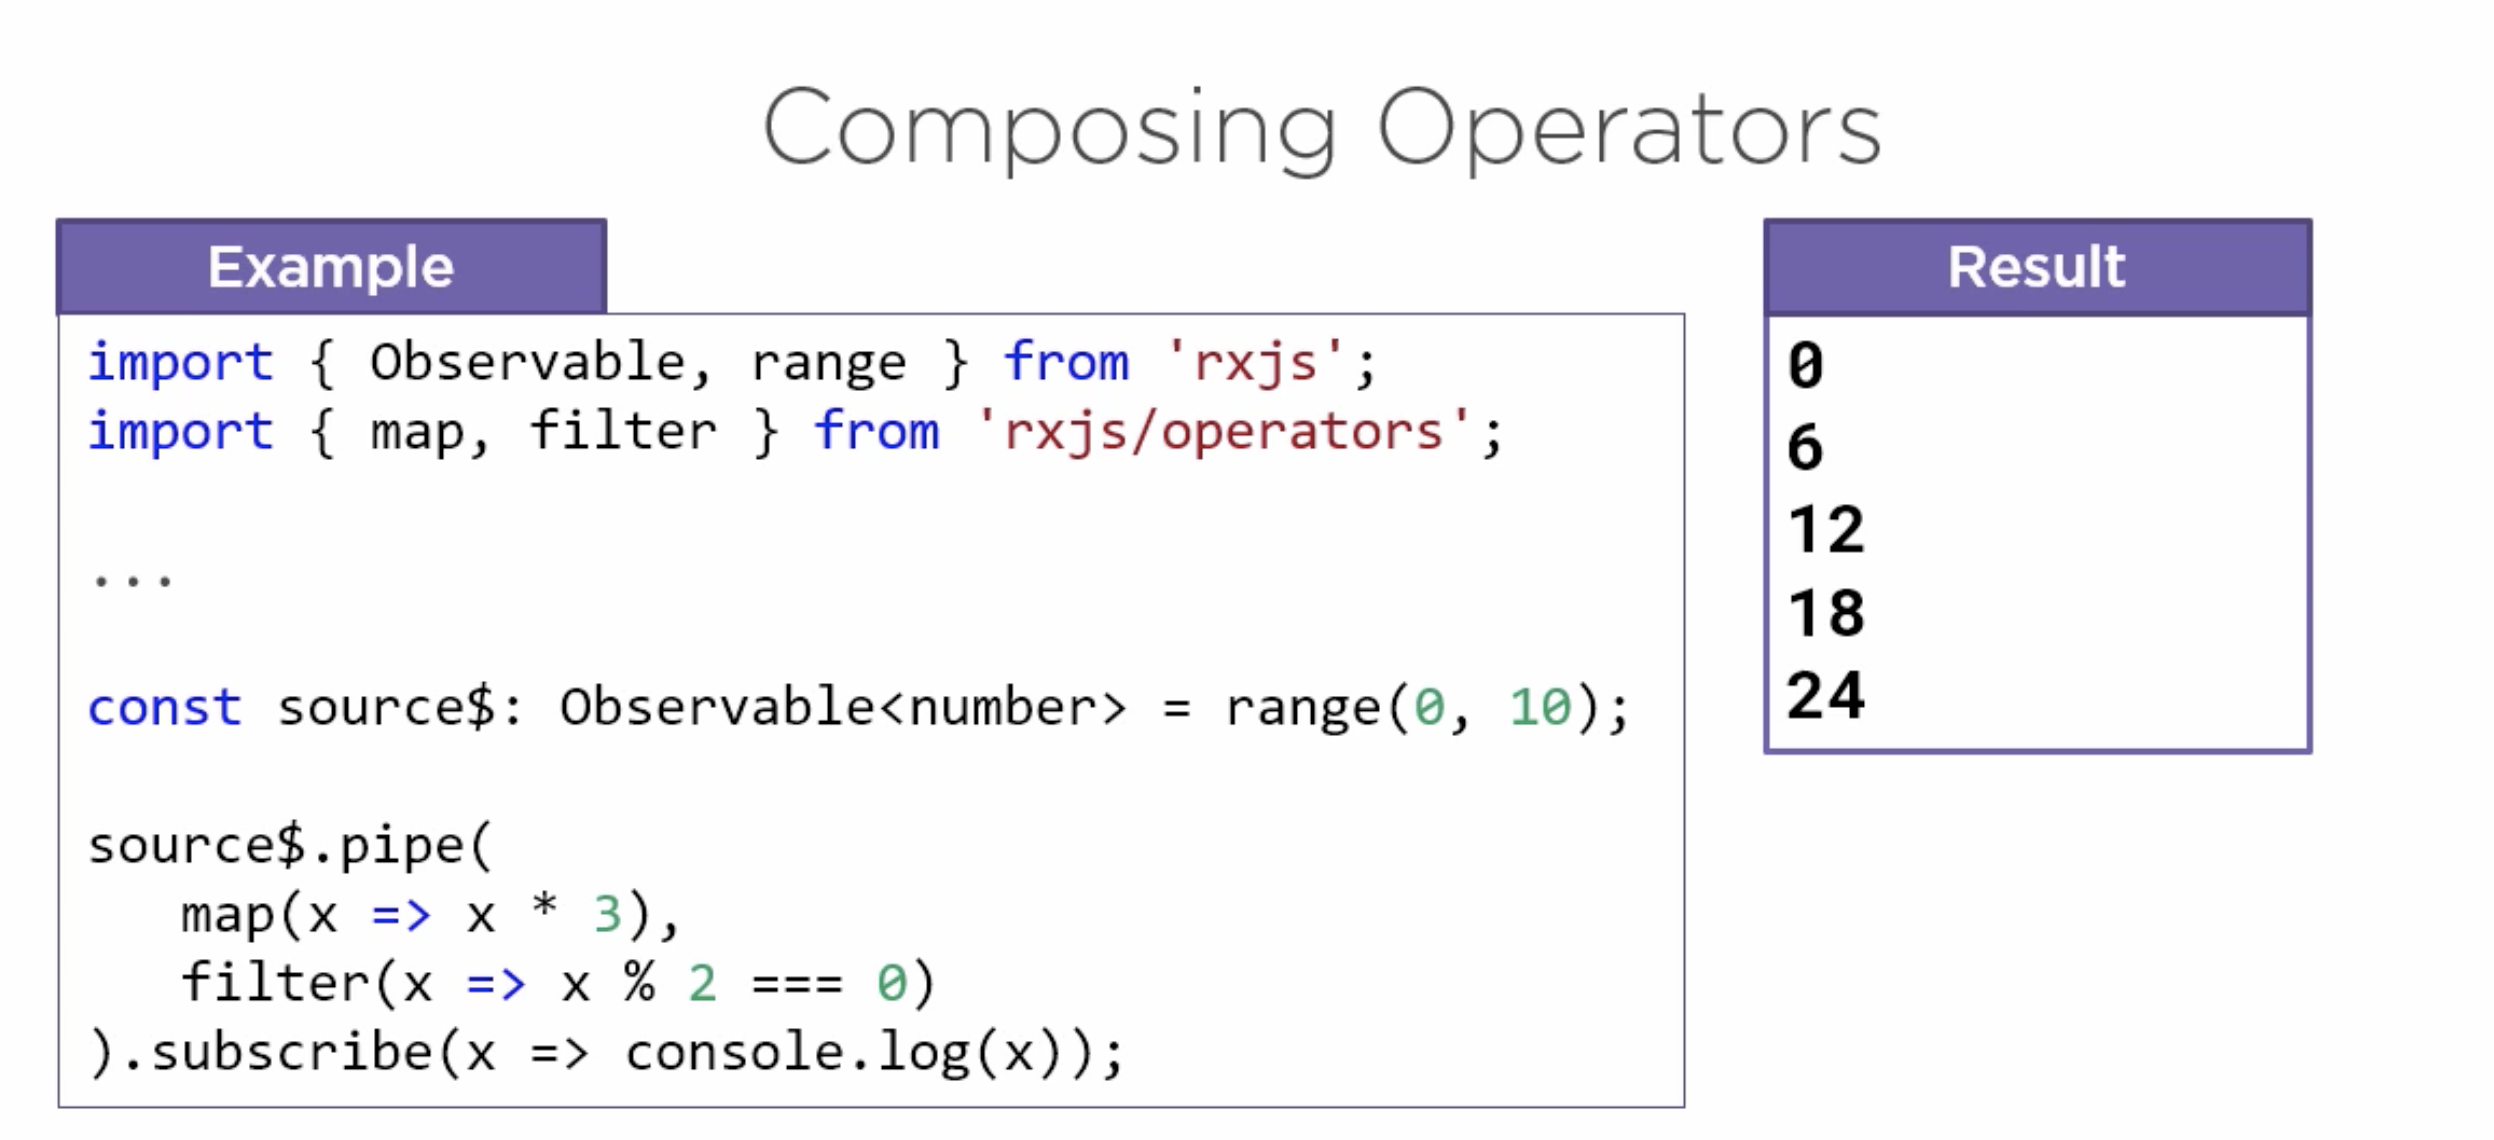 Composing Operators
Example
import { Observable, range } from 'rxjs';
import { map, filter } from 'rxjs/operators';
...
const source$: Observable<number> = range(0, 10);
source$.pipe(
   map(x => x * 3),
   filter(x => x % 2 === 0)
).subscribe(x => console.log(x));
Result
0
6
12
18
24